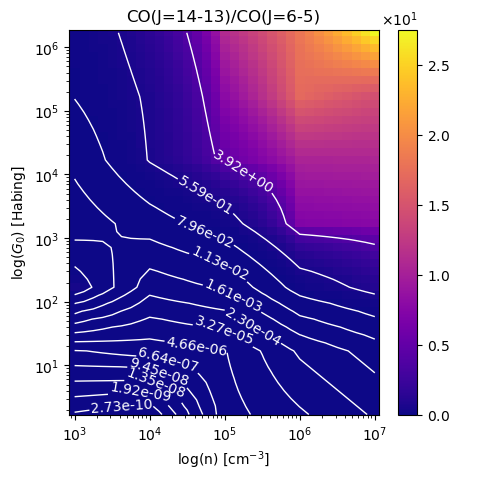 CO(J=14-13)/CO(J=6-5)
×10¹
10⁶
10⁵
10⁴
10³
10²
10¹
log(G₀) [Habing]
3.92e+00
5.59e-01
7.96e-02
1.13e-02
1.61e-03
2.30e-04
3.27e-05
4.66e-06
6.64e-07
9.45e-08
1.35e-08
1.92e-09
2.73e-10
10³ 10⁴ 10⁵ 10⁶ 10⁷
log(n) [cm⁻³]
2.5
2.0
1.5
1.0
0.5
0.0